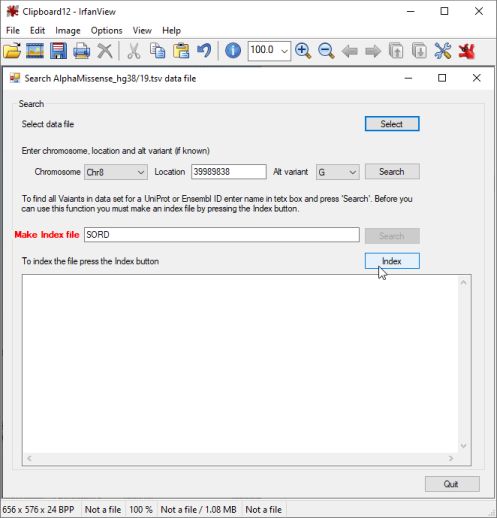 Clipboard12 - IrfanView
File Edit Image Options View Help
100.0
Search AlphaMissense_hg38/19.tsv data file
Search
Select data file
Select
Enter chromosome, location and alt variant (if known)
Chromosome Chr8 Location 39989838 Alt variant G Search
To find all Vaiants in data set for a UniProt or Ensembl ID enter name in tetx box and press 'Search'. Before you
can use this function you must make an index file by pressing the Index button.
Make Index file SORD Search
To index the file press the Index button
Index
Quit
656 x 576 x 24 BPP Not a file 100 % Not a file / 1.08 MB Not a file